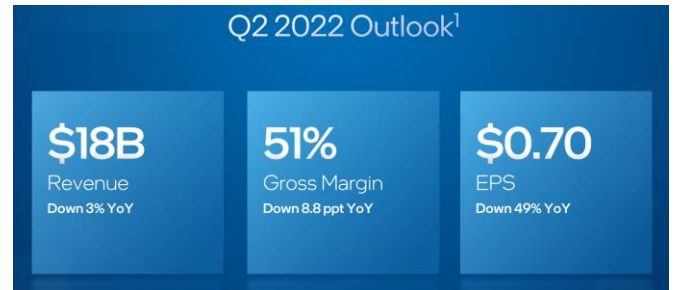 Q2 2022 Outlook¹
$18B
Revenue
Down 3% YoY
51%
Gross Margin
Down 8.8 ppt YoY
$0.70
EPS
Down 49% YoY